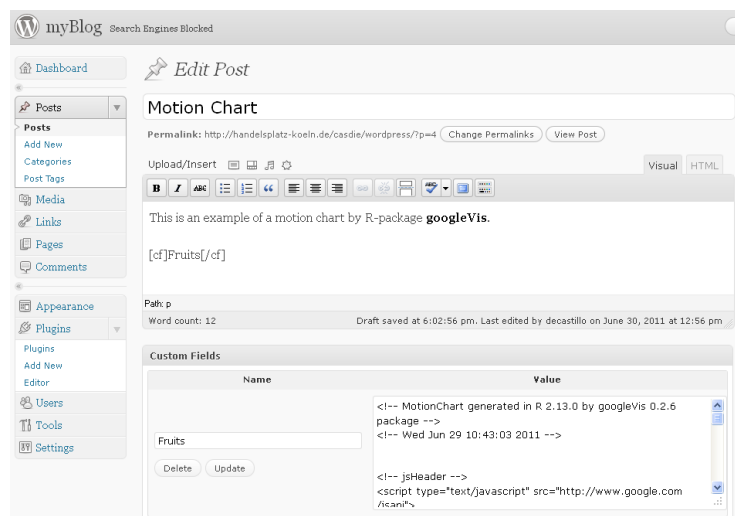 myBlog Search Engines Blocked
Dashboard
Edit Post
Posts
Posts
Add New
Categories
Post Tags
Media
Links
Pages
Comments
Appearance
Plugins
Plugins
Add New
Editor
Users
Tools
Settings
Motion Chart
Permalink: http://handelsplatz-koeln.de/casdie/wordpress/?p=4 Change Permalinks View Post
Upload/Insert
Visual HTML
B I ABC
ABC
This is an example of a motion chart by R-package googleVis.
[cf]Fruits[/cf]
Path: p
Word count: 12
Draft saved at 6:02:56 pm. Last edited by decastillo on June 30, 2011 at 12:56 pm
Custom Fields
Name Value
Fruits
Delete Update
<!-- MotionChart generated in R 2.13.0 by googleVis 0.2.6
package -->
<!-- Wed Jun 29 10:43:03 2011 -->
<!-- jsHeader -->
<script type="text/javascript" src="http://www.google.com
/jsapi">